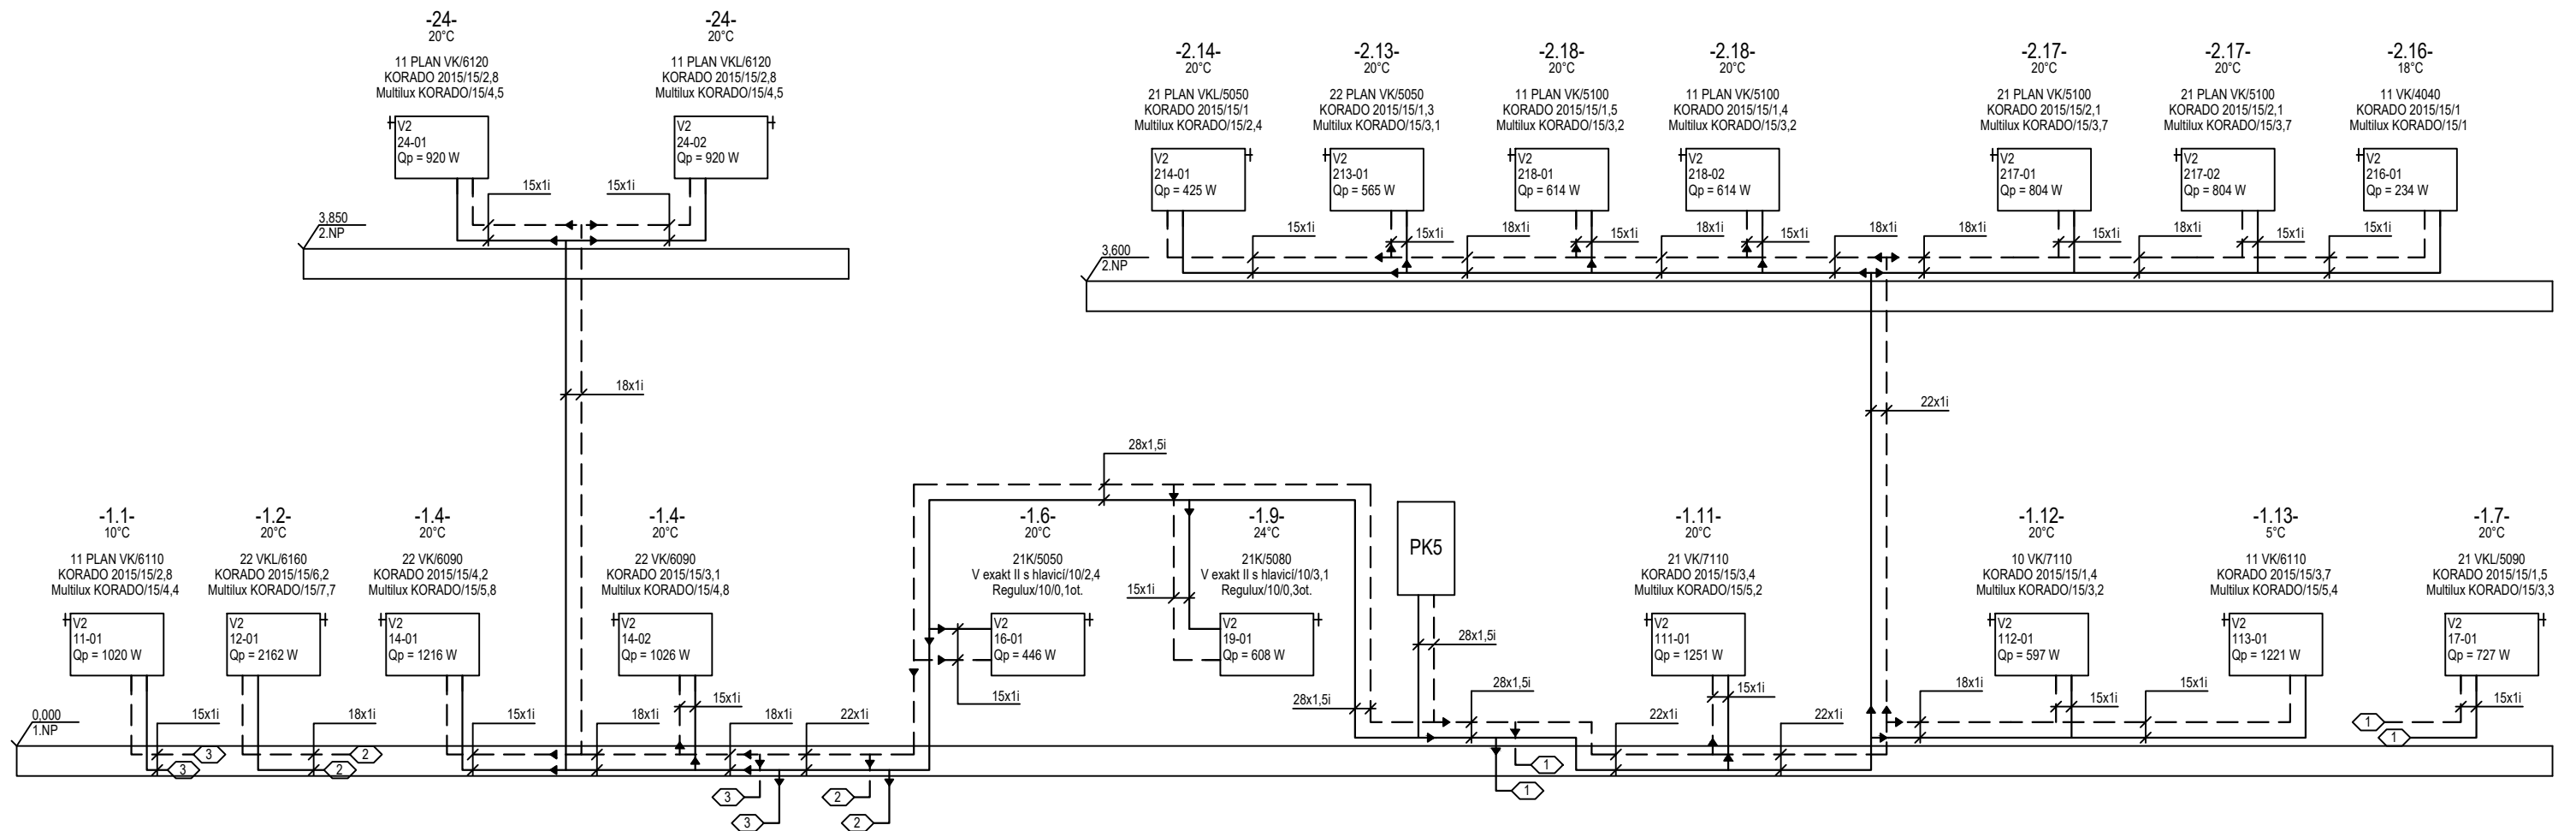 -24-
20°C
11 PLAN VK/6120
KORADO 2015/15/2,8
Multilux KORADO/15/4,5
V2
24-01
Qp = 920 W
-24-
20°C
11 PLAN VKL/6120
KORADO 2015/15/2,8
Multilux KORADO/15/4,5
V2
24-02
Qp = 920 W
15x1i
15x1i
3,850
2.NP
18x1i
-2.14-
20°C
21 PLAN VKL/5050
KORADO 2015/15/1
Multilux KORADO/15/2,4
V2
214-01
Qp = 425 W
-2.13-
20°C
22 PLAN VK/5050
KORADO 2015/15/1,3
Multilux KORADO/15/3,1
V2
213-01
Qp = 565 W
-2.18-
20°C
11 PLAN VK/5100
KORADO 2015/15/1,5
Multilux KORADO/15/3,2
V2
218-01
Qp = 614 W
-2.18-
20°C
11 PLAN VK/5100
KORADO 2015/15/1,4
Multilux KORADO/15/3,2
V2
218-02
Qp = 614 W
-2.17-
20°C
21 PLAN VK/5100
KORADO 2015/15/2,1
Multilux KORADO/15/3,7
V2
217-01
Qp = 804 W
-2.17-
20°C
21 PLAN VK/5100
KORADO 2015/15/2,1
Multilux KORADO/15/3,7
V2
217-02
Qp = 804 W
-2.16-
18°C
11 VK/4040
KORADO 2015/15/1
Multilux KORADO/15/1
V2
216-01
Qp = 234 W
15x1i
15x1i
18x1i
15x1i
18x1i
15x1i
18x1i
18x1i
15x1i
18x1i
15x1i
15x1i
3,600
2.NP
22x1i
28x1,5i
-1.1-
10°C
11 PLAN VK/6110
KORADO 2015/15/2,8
Multilux KORADO/15/4,4
V2
11-01
Qp = 1020 W
-1.2-
20°C
22 VKL/6160
KORADO 2015/15/6,2
Multilux KORADO/15/7,7
V2
12-01
Qp = 2162 W
-1.4-
20°C
22 VK/6090
KORADO 2015/15/4,2
Multilux KORADO/15/5,8
V2
14-01
Qp = 1216 W
-1.4-
20°C
22 VK/6090
KORADO 2015/15/3,1
Multilux KORADO/15/4,8
V2
14-02
Qp = 1026 W
-1.6-
20°C
21K/5050
V exakt II s hlavicí/10/2,4
Regulux/10/0,1ot.
V2
16-01
Qp = 446 W
15x1i
-1.9-
24°C
21K/5080
V exakt II s hlavicí/10/3,1
Regulux/10/0,3ot.
V2
19-01
Qp = 608 W
15x1i
PK5
28x1,5i
28x1,5i
28x1,5i
-1.11-
20°C
21 VK/7110
KORADO 2015/15/3,4
Multilux KORADO/15/5,2
V2
111-01
Qp = 1251 W
-1.12-
20°C
10 VK/7110
KORADO 2015/15/1,4
Multilux KORADO/15/3,2
V2
112-01
Qp = 597 W
-1.13-
5°C
11 VK/6110
KORADO 2015/15/3,7
Multilux KORADO/15/5,4
V2
113-01
Qp = 1221 W
-1.7-
20°C
21 VKL/5090
KORADO 2015/15/1,5
Multilux KORADO/15/3,3
V2
17-01
Qp = 727 W
0,000
1.NP
15x1i
18x1i
15x1i
18x1i
15x1i
18x1i
22x1i
22x1i
15x1i
22x1i
18x1i
15x1i
15x1i
15x1i
3
3
2
2
3
3
2
2
1
1
1
1